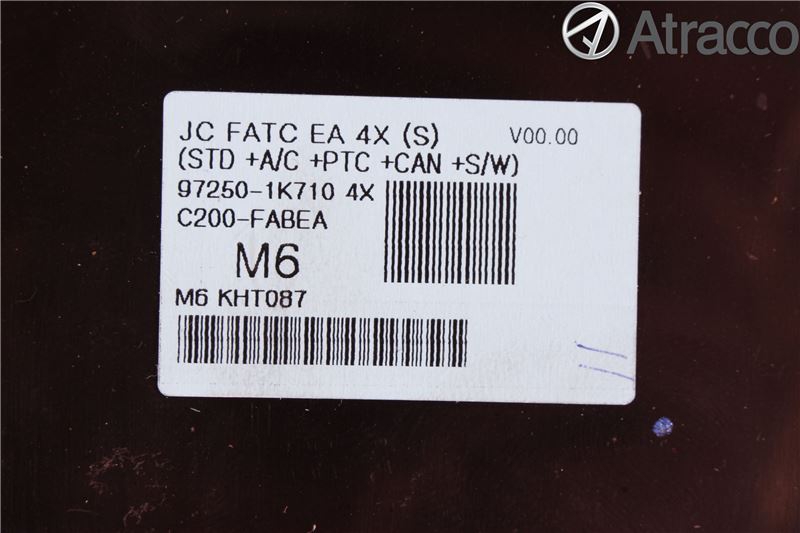 Atracco
JC FATC EA 4X (S) V00.00
(STD +A/C +PTC +CAN +S/W)
97250-1K710 4X
C200-FABEA
M6
M6 KHT087